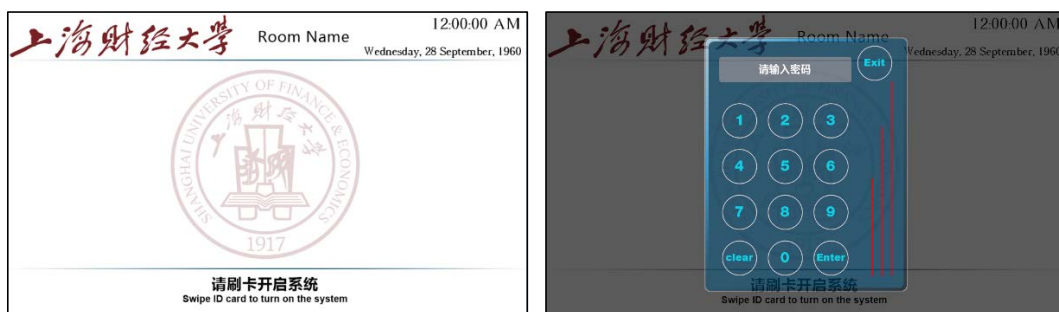 上海财经大学
Room Name
12:00:00 AM
Wednesday, 28 September, 1960
SHANGHAI UNIVERSITY OF FINANCE & ECONOMICS
上海财经大学
1917
请刷卡开启系统
Swipe ID card to turn on the system
上海财经大学
Room Name
12:00:00 AM
Wednesday, 28 September, 1960
请输入密码
Exit
1 2 3
4 5 6
7 8 9
clear 0 Enter
请刷卡开启系统
Swipe ID card to turn on the system